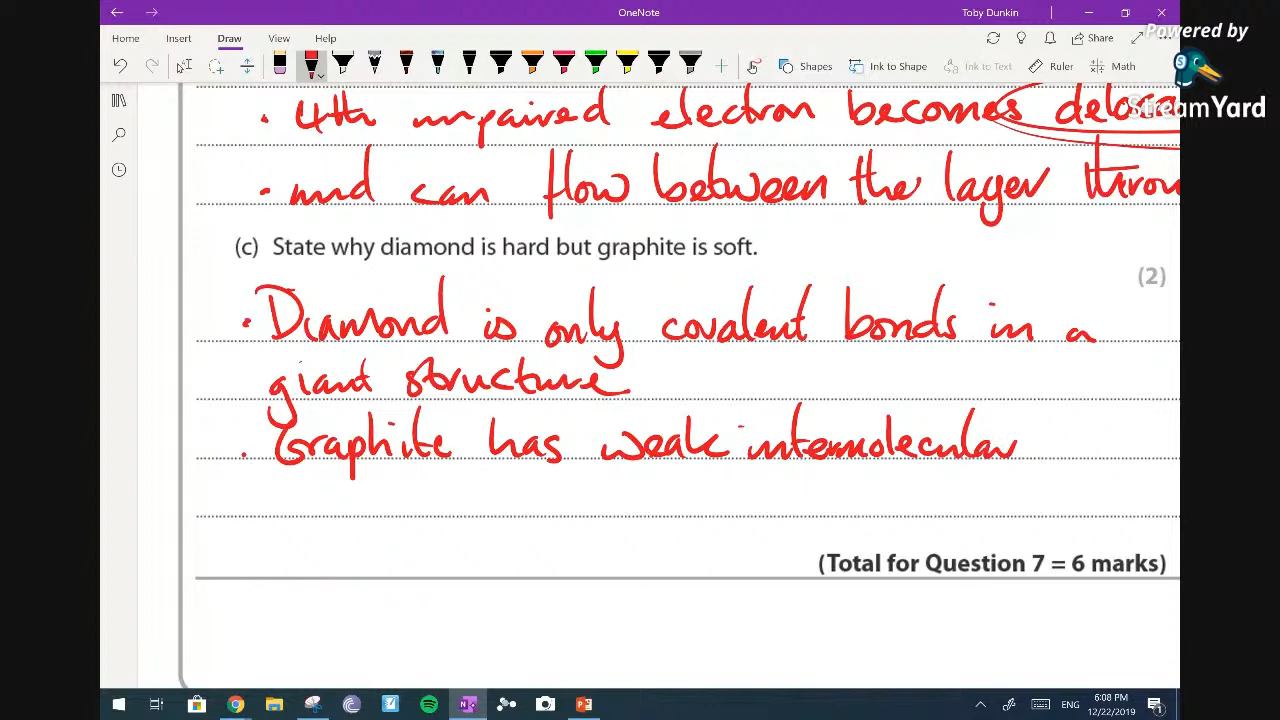 OneNote
Toby Dunkin
Powered by
StreamYard
Home Insert Draw View Help
Share
Shapes Ink to Shape Ink to Text Ruler Math
. 4th unpaired electron becomes deloca
. and can flow between the layer throu
(c) State why diamond is hard but graphite is soft.
(2)
. Diamond is only covalent bonds in a
giant structure
. Graphite has weak intermolecular
(Total for Question 7 = 6 marks)
ENG
6:08 PM
12/22/2019
1